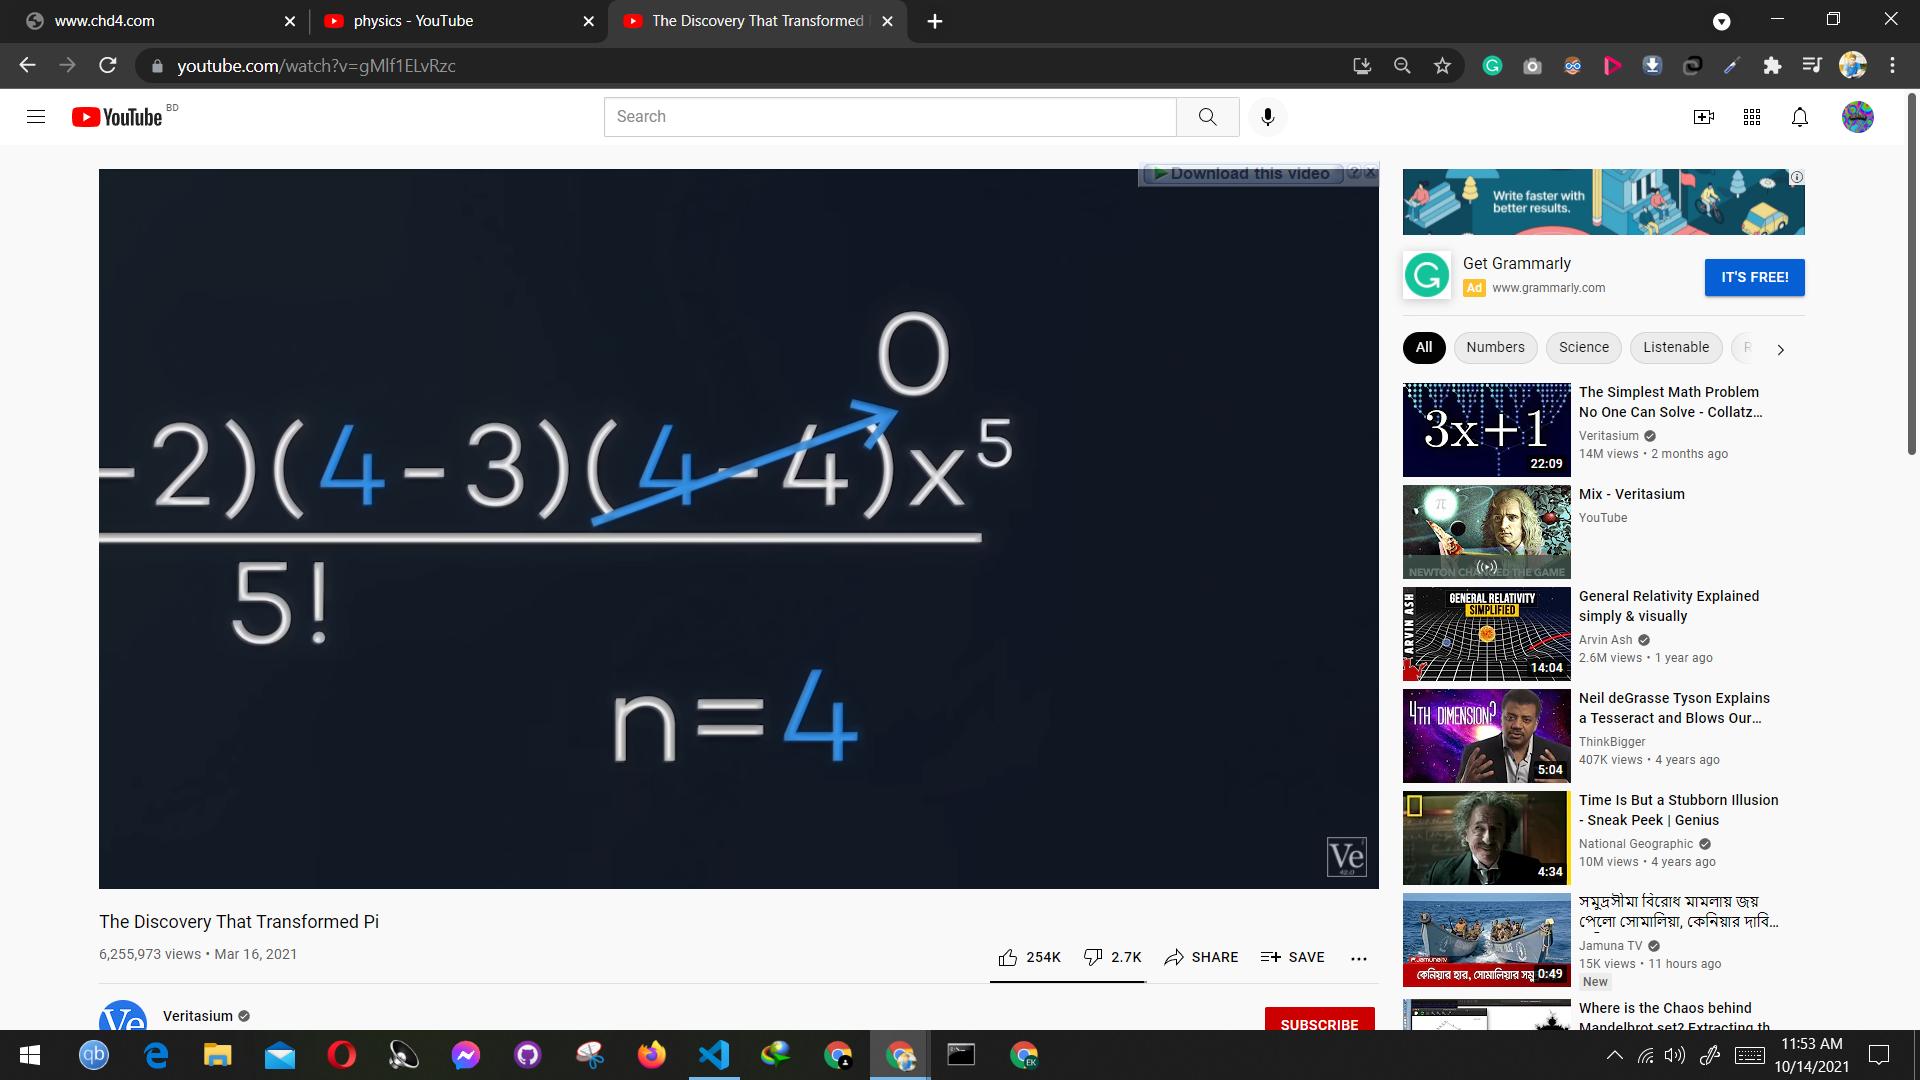 www.chd4.com
physics - YouTube
The Discovery That Transformed
youtube.com/watch?v=gMlf1ELvRzc
YouTube BD
Search
Download this video
-2)(4-3)(4-4)x⁵
0
5!
n=4
Ve
42.0
The Discovery That Transformed Pi
6,255,973 views • Mar 16, 2021
254K
2.7K
SHARE
SAVE
Veritasium
SUBSCRIBE
Write faster with
better results.
Get Grammarly
Ad www.grammarly.com
IT'S FREE!
All
Numbers
Science
Listenable
3x+1
22:09
The Simplest Math Problem
No One Can Solve - Collatz...
Veritasium
14M views • 2 months ago
NEWTON CHANGED THE GAME
Mix - Veritasium
YouTube
ARVIN ASH
GENERAL RELATIVITY
SIMPLIFIED
14:04
General Relativity Explained
simply & visually
Arvin Ash
2.6M views • 1 year ago
4TH DIMENSION?
5:04
Neil deGrasse Tyson Explains
a Tesseract and Blows Our...
ThinkBigger
407K views • 4 years ago
4:34
Time Is But a Stubborn Illusion
- Sneak Peek | Genius
National Geographic
10M views • 4 years ago
কেনিয়ার হার, সোমালিয়ার
0:49
সমুদ্রসীমা বিরোধ মামলায় জয়
পেলো সোমালিয়া, কেনিয়ার দাবি...
Jamuna TV
15K views • 11 hours ago
New
Where is the Chaos behind
Mandelbrot set? Extracting th
qb
EK
11:53 AM
10/14/2021